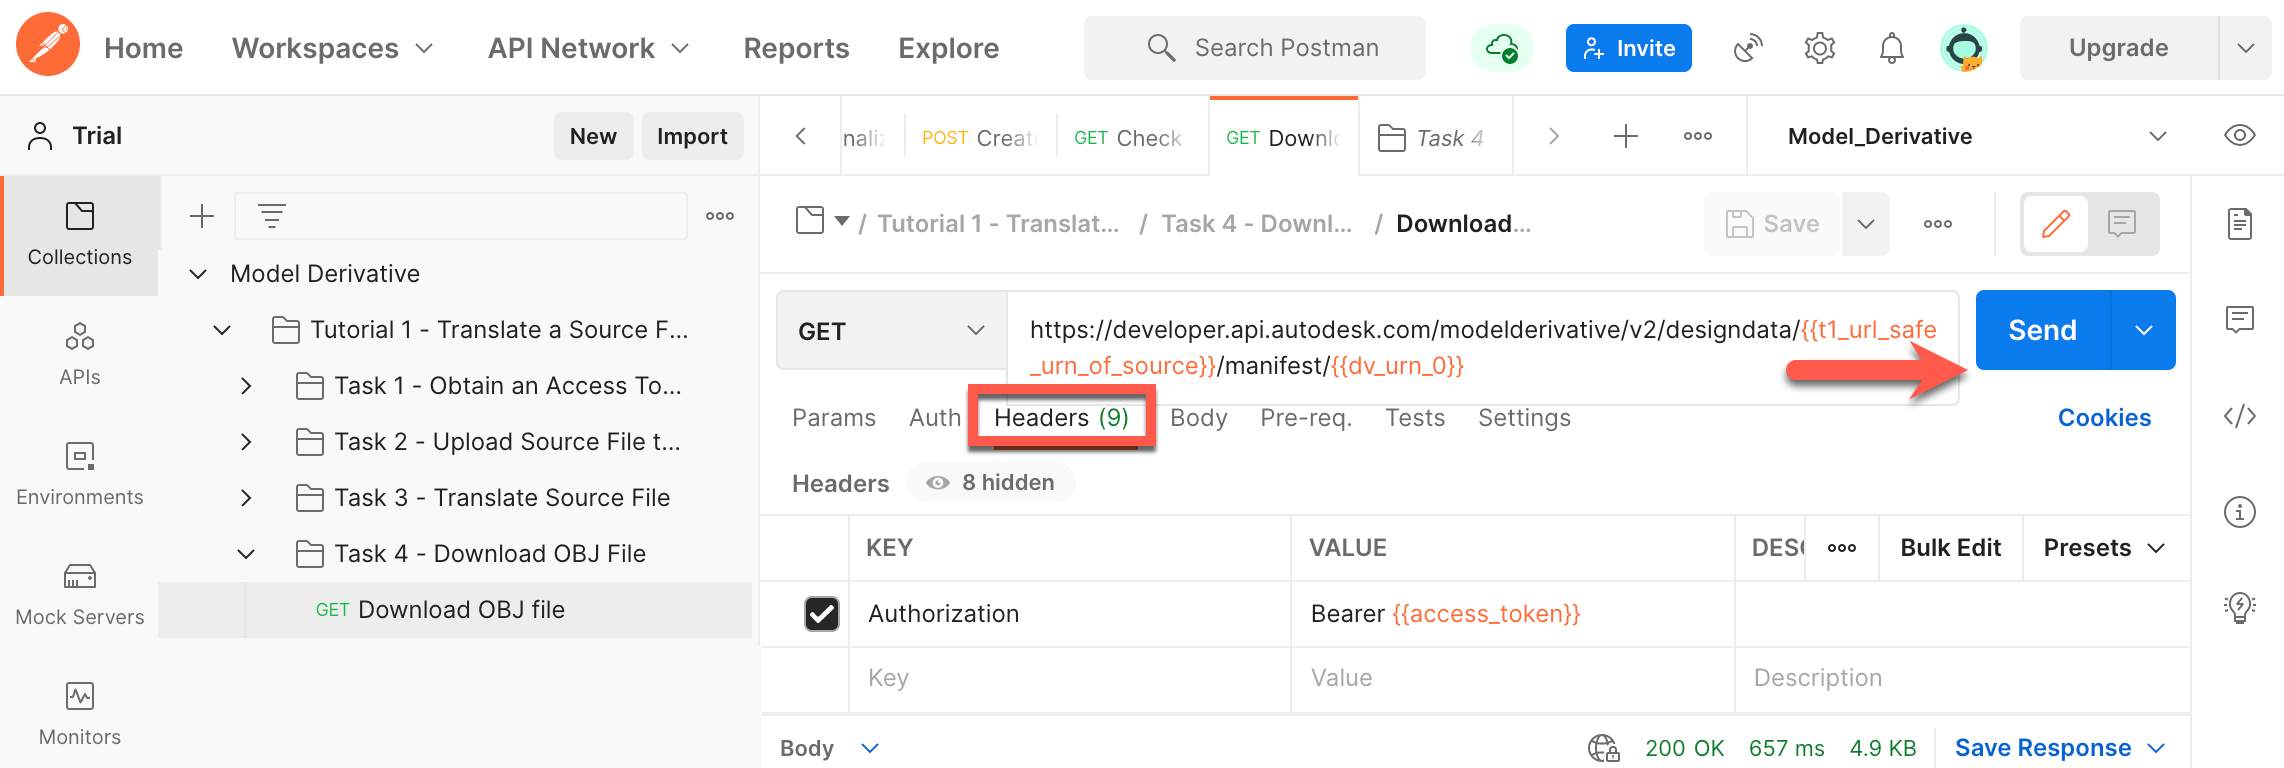 Home Workspaces API Network Reports Explore Search Postman Invite Upgrade
Trial New Import
naliz POST Creat GET Check GET Downlo Task 4 Model_Derivative
Collections
APIs
Environments
Mock Servers
Monitors
Model Derivative
Tutorial 1 - Translate a Source F...
Task 1 - Obtain an Access To...
Task 2 - Upload Source File t...
Task 3 - Translate Source File
Task 4 - Download OBJ File
GET Download OBJ file
/ Tutorial 1 - Translat... / Task 4 - Downl... / Download... Save
GET
https://developer.api.autodesk.com/modelderivative/v2/designdata/{{t1_url_safe
_urn_of_source}}/manifest/{{dv_urn_0}}
Send
Params Auth Headers (9) Body Pre-req. Tests Settings Cookies
Headers 8 hidden
KEY VALUE DESC Bulk Edit Presets
Authorization Bearer {{access_token}}
Key Value Description
Body 200 OK 657 ms 4.9 KB Save Response